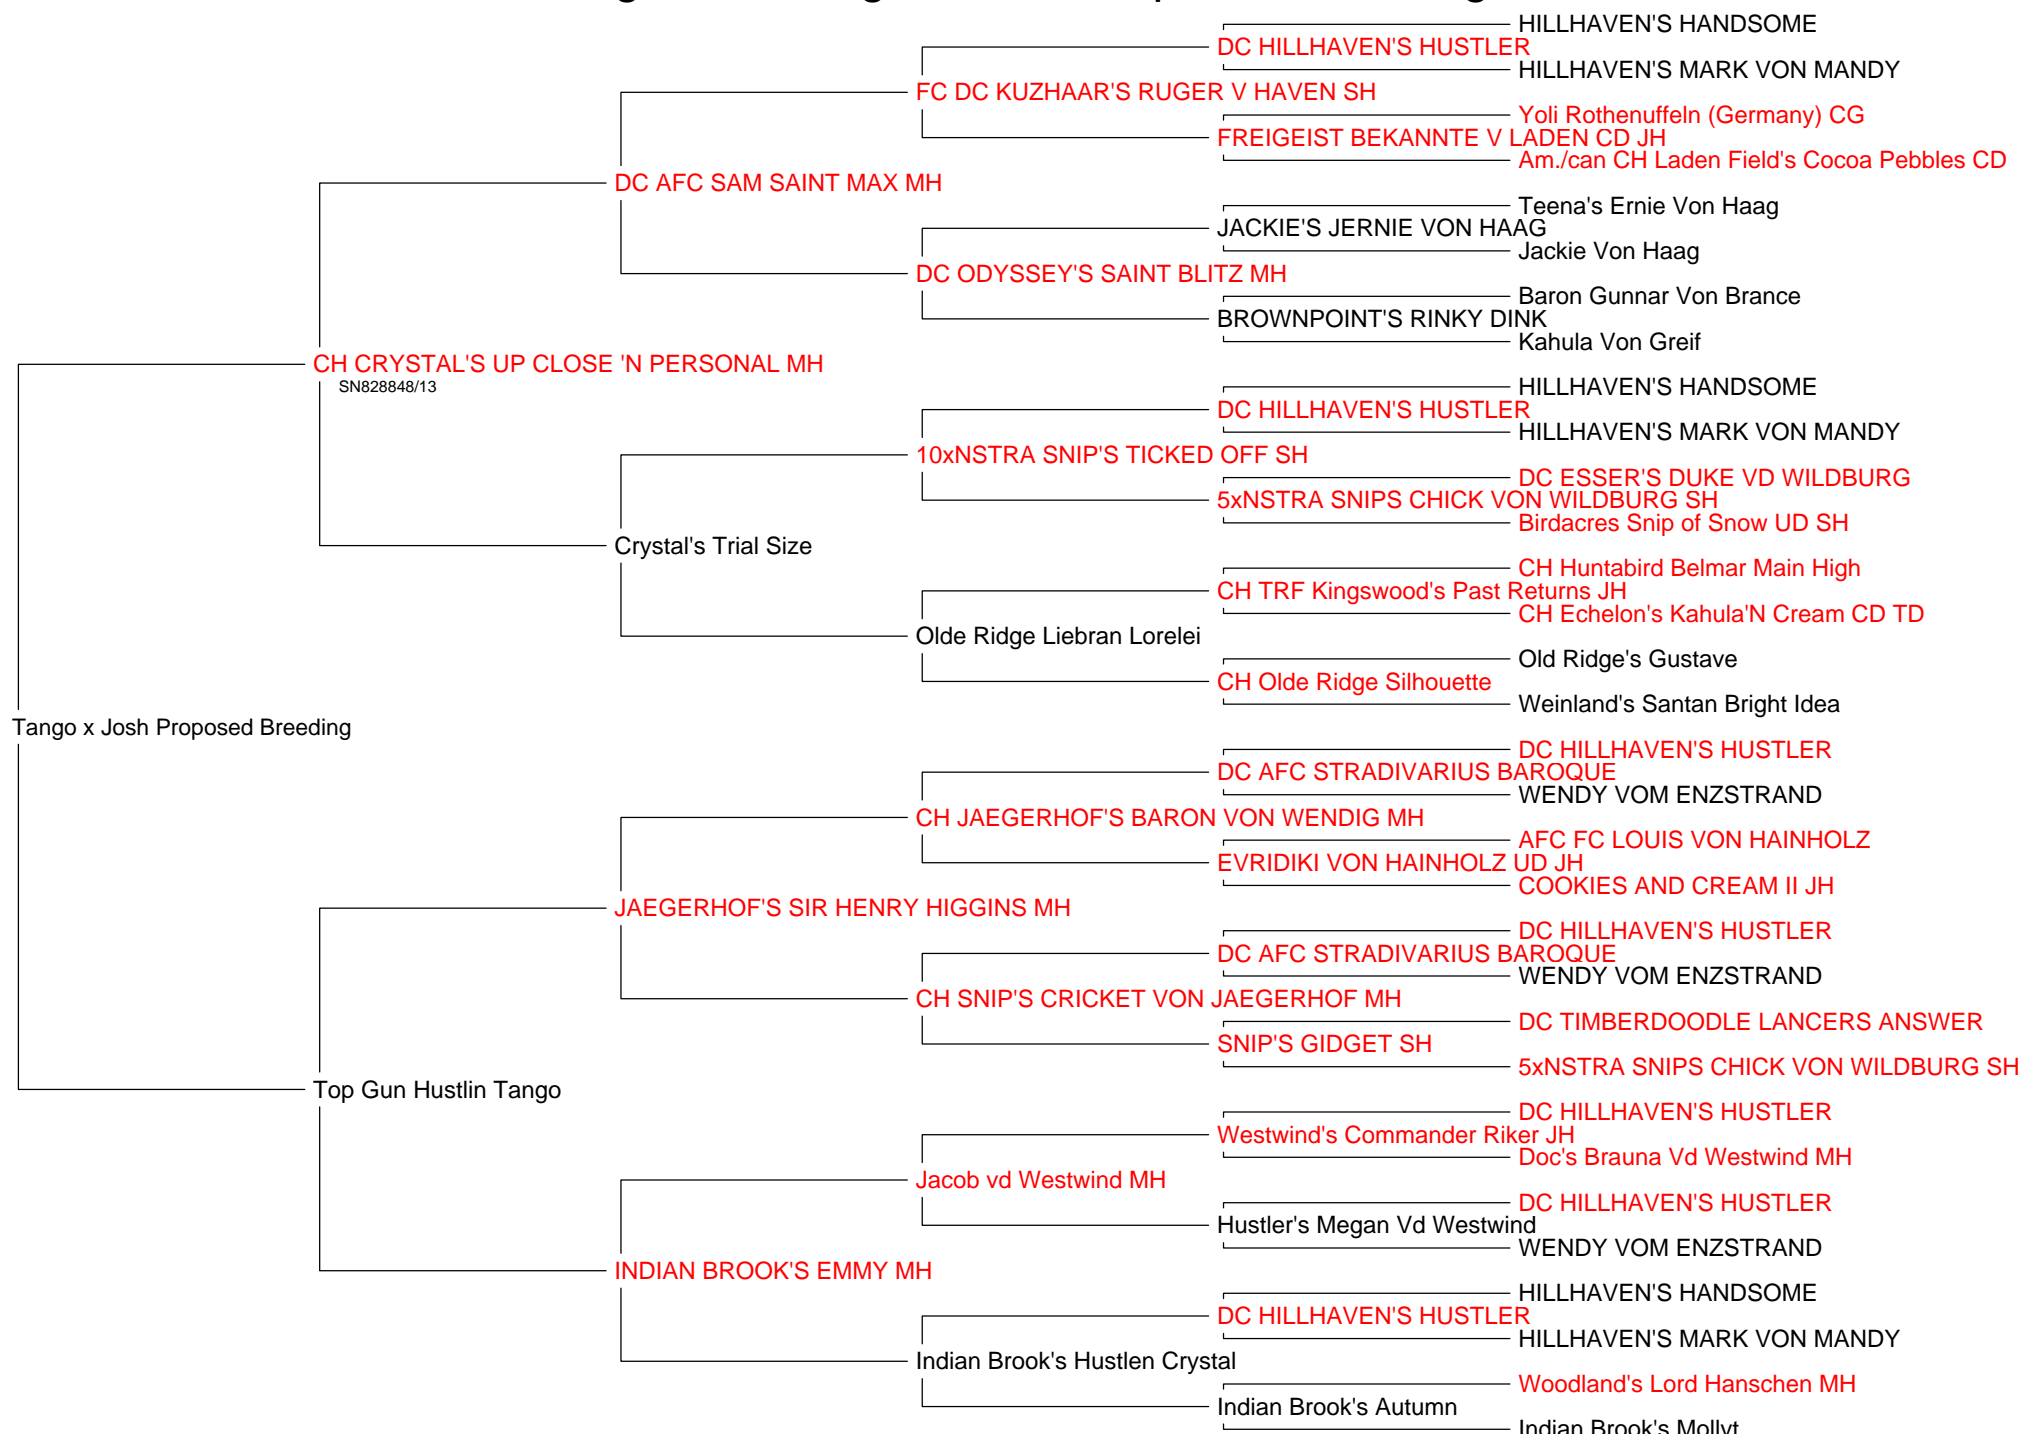 HILLHAVEN'S HANDSOME
DC HILLHAVEN'S HUSTLER
HILLHAVEN'S MARK VON MANDY
FC DC KUZHAAR'S RUGER V HAVEN SH
Yoli Rothenuffeln (Germany) CG
FREIGEIST BEKANNTE V LADEN CD JH
Am./can CH Laden Field's Cocoa Pebbles CD
DC AFC SAM SAINT MAX MH
Teena's Ernie Von Haag
JACKIE'S JERNIE VON HAAG
Jackie Von Haag
DC ODYSSEY'S SAINT BLITZ MH
Baron Gunnar Von Brance
BROWNPOINT'S RINKY DINK
Kahula Von Greif
CH CRYSTAL'S UP CLOSE 'N PERSONAL MH
SN828848/13
HILLHAVEN'S HANDSOME
DC HILLHAVEN'S HUSTLER
HILLHAVEN'S MARK VON MANDY
10xNSTRA SNIP'S TICKED OFF SH
DC ESSER'S DUKE VD WILDBURG
5xNSTRA SNIPS CHICK VON WILDBURG SH
Birdacres Snip of Snow UD SH
Crystal's Trial Size
CH Huntabird Belmar Main High
CH TRF Kingswood's Past Returns JH
CH Echelon's Kahula'N Cream CD TD
Olde Ridge Liebran Lorelei
Old Ridge's Gustave
CH Olde Ridge Silhouette
Weinland's Santan Bright Idea
Tango x Josh Proposed Breeding
DC HILLHAVEN'S HUSTLER
DC AFC STRADIVARIUS BAROQUE
WENDY VOM ENZSTRAND
CH JAEGERHOF'S BARON VON WENDIG MH
AFC FC LOUIS VON HAINHOLZ
EVRIDIKI VON HAINHOLZ UD JH
COOKIES AND CREAM II JH
JAEGERHOF'S SIR HENRY HIGGINS MH
DC HILLHAVEN'S HUSTLER
DC AFC STRADIVARIUS BAROQUE
WENDY VOM ENZSTRAND
CH SNIP'S CRICKET VON JAEGERHOF MH
DC TIMBERDOODLE LANCERS ANSWER
SNIP'S GIDGET SH
5xNSTRA SNIPS CHICK VON WILDBURG SH
Top Gun Hustlin Tango
DC HILLHAVEN'S HUSTLER
Westwind's Commander Riker JH
Doc's Brauna Vd Westwind MH
Jacob vd Westwind MH
DC HILLHAVEN'S HUSTLER
Hustler's Megan Vd Westwind
WENDY VOM ENZSTRAND
INDIAN BROOK'S EMMY MH
HILLHAVEN'S HANDSOME
DC HILLHAVEN'S HUSTLER
HILLHAVEN'S MARK VON MANDY
Indian Brook's Hustlen Crystal
Woodland's Lord Hanschen MH
Indian Brook's Autumn
Indian Brook's Mollyt